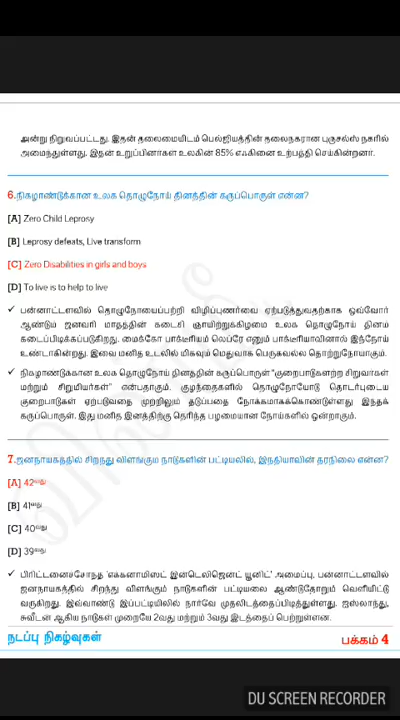 அன்று நிறுவப்பட்டது. இதன் தலைமையிடம் பெல்ஜியத்தின் தலைநகரான புருசல்ஸ் நகரில்
அமைந்துள்ளது. இதன் உறுப்பினர்கள் உலகின் 85% எஃகினை உற்பத்தி செய்கின்றனர்.
6.நிகழாண்டுக்கான உலக தொழுநோய் தினத்தின் கருப்பொருள் என்ன?
[A] Zero Child Leprosy
[B] Leprosy defeats, Live transform
[C] Zero Disabilities in girls and boys
[D] To live is to help to live
✓ பன்னாட்டளவில் தொழுநோயைப்பற்றி விழிப்புணர்வை ஏற்படுத்துவதற்காக ஒவ்வோர்
ஆண்டும் ஜனவரி மாதத்தின் கடைசி ஞாயிற்றுக்கிழமை உலக தொழுநோய் தினம்
கடைப்பிடிக்கப்படுகிறது. மைக்கோ பாக்டீரியம் லெப்ரே எனும் பாக்டீரியாவினால் இந்நோய்
உண்டாகின்றது. இவை மனித உடலில் மிகவும் மெதுவாக பெருகவல்ல தொற்றுநோயாகும்.
✓ நிகழாண்டுக்கான உலக தொழுநோய் தினத்தின் கருப்பொருள் "குறைபாடுகளற்ற சிறுவர்கள்
மற்றும் சிறுமியர்கள்" என்பதாகும். குழந்தைகளில் தொழுநோயோடு தொடர்புடைய
குறைபாடுகள் ஏற்படுவதை முற்றிலும் தடுப்பதை நோக்கமாகக்கொண்டுள்ளது இந்தக்
கருப்பொருள். இது மனித இனத்திற்கு தெரிந்த பழமையான நோய்களில் ஒன்றாகும்.
7.ஜனநாயகத்தில் சிறந்து விளங்கும் நாடுகளின் பட்டியலில், இந்தியாவின் தரநிலை என்ன?
[A] 42வது
[B] 41வது
[C] 40வது
[D] 39வது
✓ பிரிட்டனைச்சேர்ந்த 'எக்கனாமிஸ்ட் இன்டெலிஜென்ட் யூனிட்' அமைப்பு, பன்னாட்டளவில்
ஜனநாயகத்தில் சிறந்து விளங்கும் நாடுகளின் பட்டியலை ஆண்டுதோறும் வெளியிட்டு
வருகிறது. இவ்வாண்டு இப்பட்டியலில் நார்வே முதலிடத்தைப்பிடித்துள்ளது. ஐஸ்லாந்து,
சுவீடன் ஆகிய நாடுகள் முறையே 2வது மற்றும் 3வது இடத்தைப் பெற்றுள்ளன.
நடப்பு நிகழ்வுகள்
பக்கம் 4
DU SCREEN RECORDER